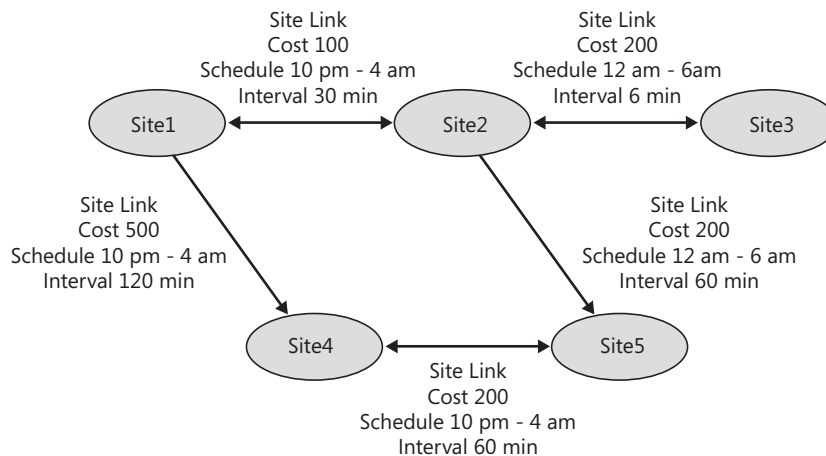 Site Link
Cost 100
Schedule 10 pm - 4 am
Interval 30 min
Site Link
Cost 200
Schedule 12 am - 6am
Interval 6 min
Site1
Site2
Site3
Site Link
Cost 500
Schedule 10 pm - 4 am
Interval 120 min
Site Link
Cost 200
Schedule 12 am - 6 am
Interval 60 min
Site4
Site5
Site Link
Cost 200
Schedule 10 pm - 4 am
Interval 60 min